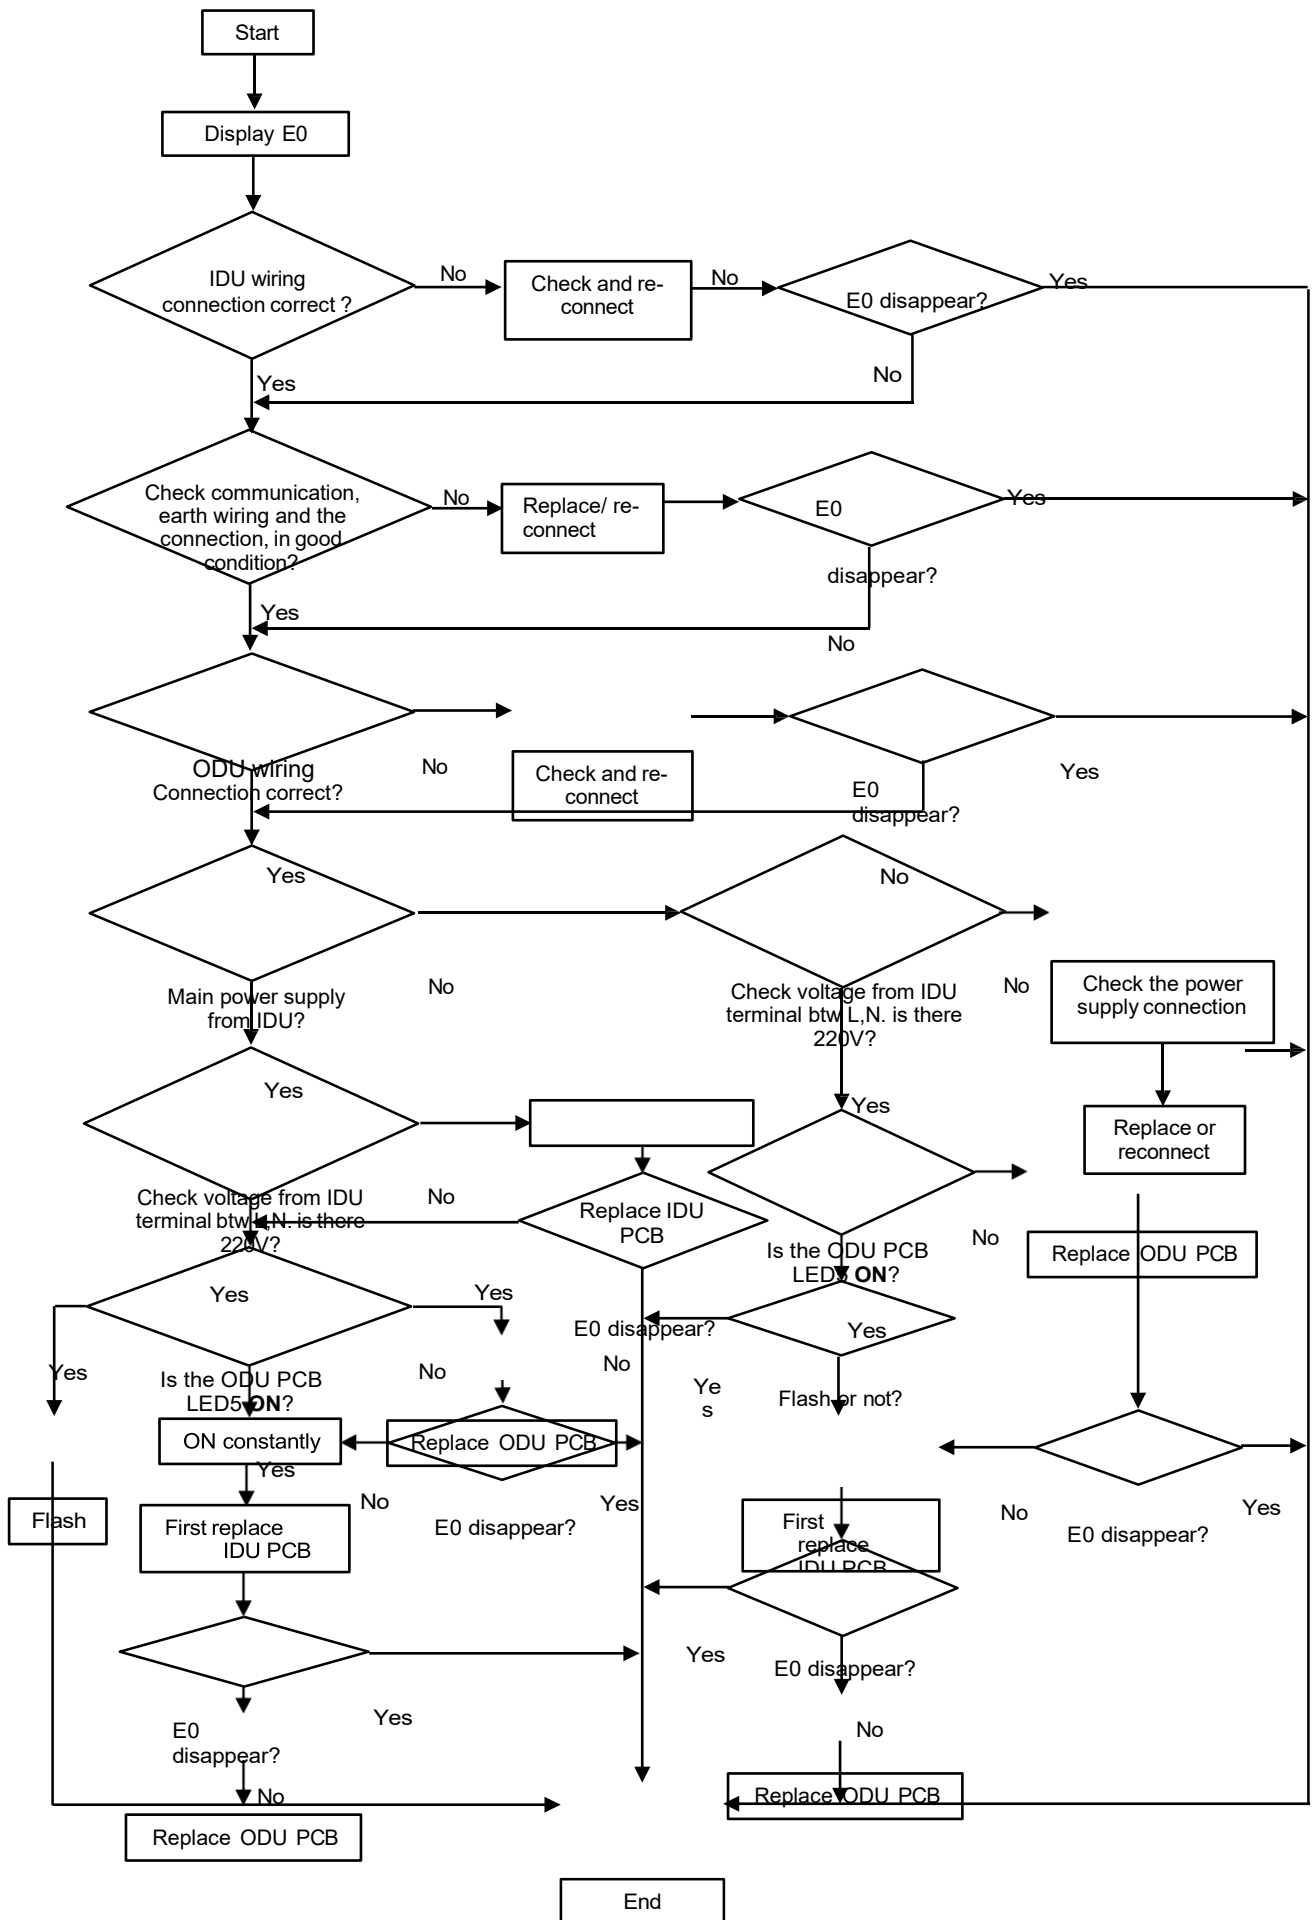 Start
Display E0
IDU wiring
connection correct ?
No
Check and re-
connect
No
E0 disappear?
Yes
Yes
No
Check communication,
earth wiring and the
connection, in good
condition?
No
Replace/ re-
connect
E0
disappear?
Yes
Yes
No
ODU wiring
Connection correct?
No
Check and re-
connect
E0
disappear?
Yes
Yes
No
Main power supply
from IDU?
No
Check voltage from IDU
terminal btw L,N. is there
220V?
No
Check the power
supply connection
Yes
Yes
Replace or
reconnect
Check voltage from IDU
terminal btw L,N. is there
220V?
No
Replace IDU
PCB
Is the ODU PCB
LED5 ON?
No
Replace ODU PCB
Yes
Yes
E0 disappear?
Yes
Yes
Is the ODU PCB
LED5 ON?
No
No
Ye
s
Flash or not?
ON constantly
Replace ODU PCB
Yes
Flash
No
E0 disappear?
Yes
First
replace
IDU PCB
No
E0 disappear?
Yes
First replace
IDU PCB
Yes
E0 disappear?
E0
disappear?
Yes
No
No
Replace ODU PCB
Replace ODU PCB
End